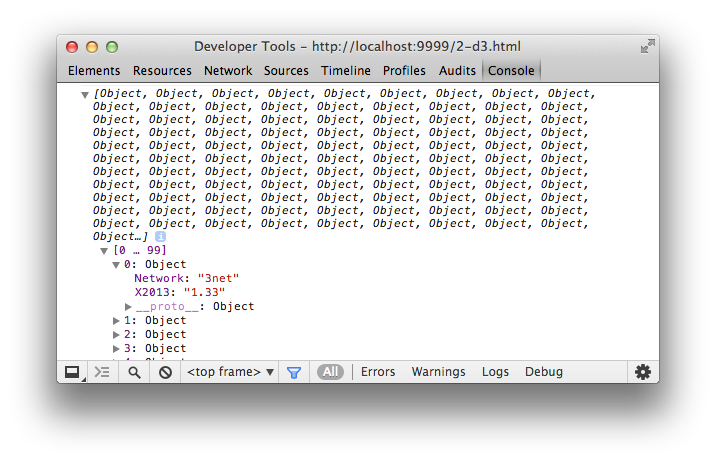 Developer Tools - http://localhost:9999/2-d3.html
Elements Resources Network Sources Timeline Profiles Audits Console
[Object, Object, Object, Object, Object, Object, Object, Object, Object,
Object, Object, Object, Object, Object, Object, Object, Object, Object,
Object, Object, Object, Object, Object, Object, Object, Object, Object,
Object, Object, Object, Object, Object, Object, Object, Object, Object,
Object, Object, Object, Object, Object, Object, Object, Object, Object,
Object, Object, Object, Object, Object, Object, Object, Object, Object,
Object, Object, Object, Object, Object, Object, Object, Object, Object,
Object, Object, Object, Object, Object, Object, Object, Object, Object,
Object, Object, Object, Object, Object, Object, Object, Object, Object,
Object, Object, Object, Object, Object, Object, Object, Object, Object,
Object, Object, Object, Object, Object, Object, Object, Object, Object,
Object…] i
[0 … 99]
0: Object
Network: "3net"
X2013: "1.33"
__proto__: Object
1: Object
2: Object
3: Object
<top frame> All Errors Warnings Logs Debug